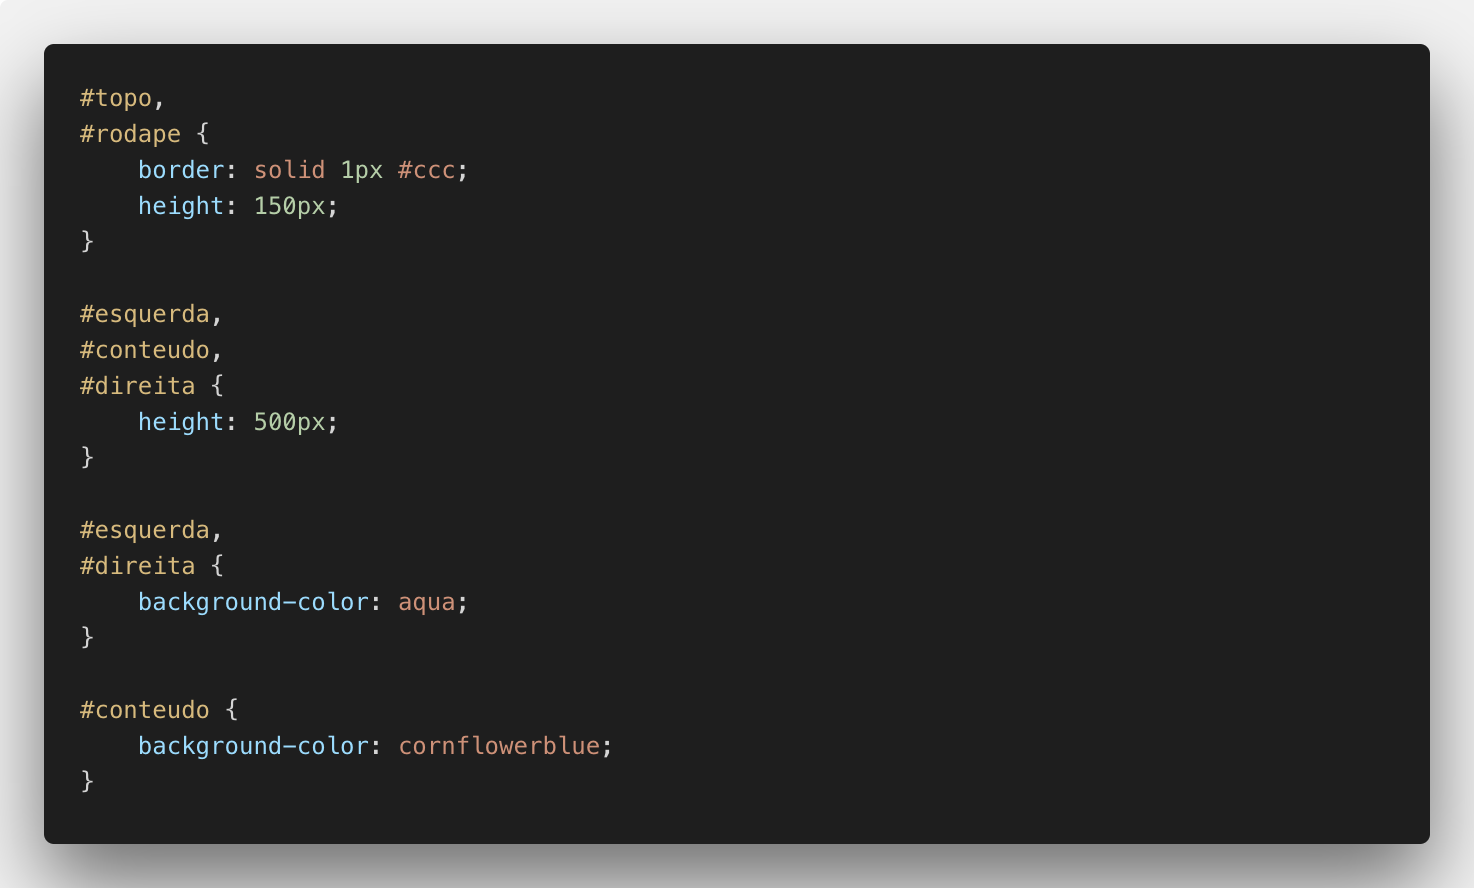 #topo,
#rodape {
    border: solid 1px #ccc;
    height: 150px;
}

#esquerda,
#conteudo,
#direita {
    height: 500px;
}

#esquerda,
#direita {
    background-color: aqua;
}

#conteudo {
    background-color: cornflowerblue;
}